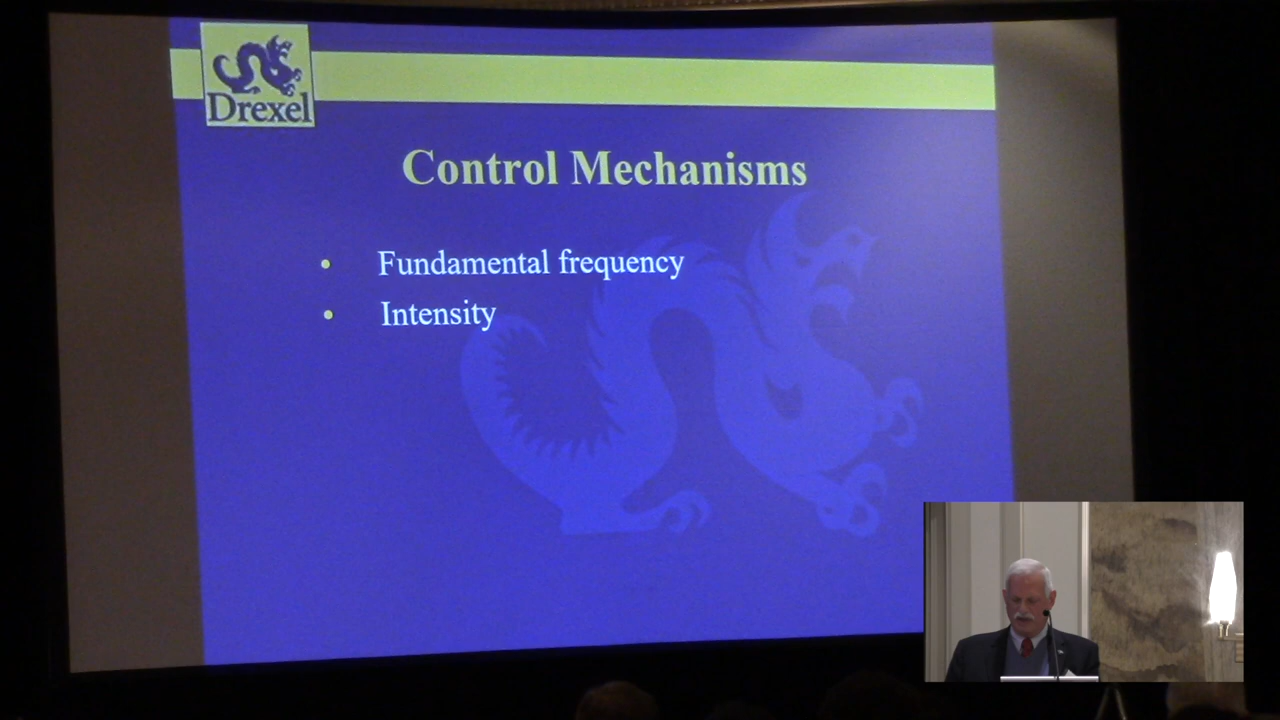 Drexel
Control Mechanisms
• Fundamental frequency
• Intensity